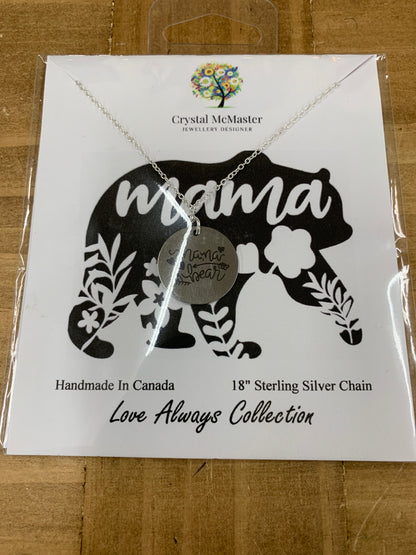 Crystal McMaster
JEWELLERY DESIGNER
mama
mama
bear
Handmade In Canada
18" Sterling Silver Chain
Love Always Collection